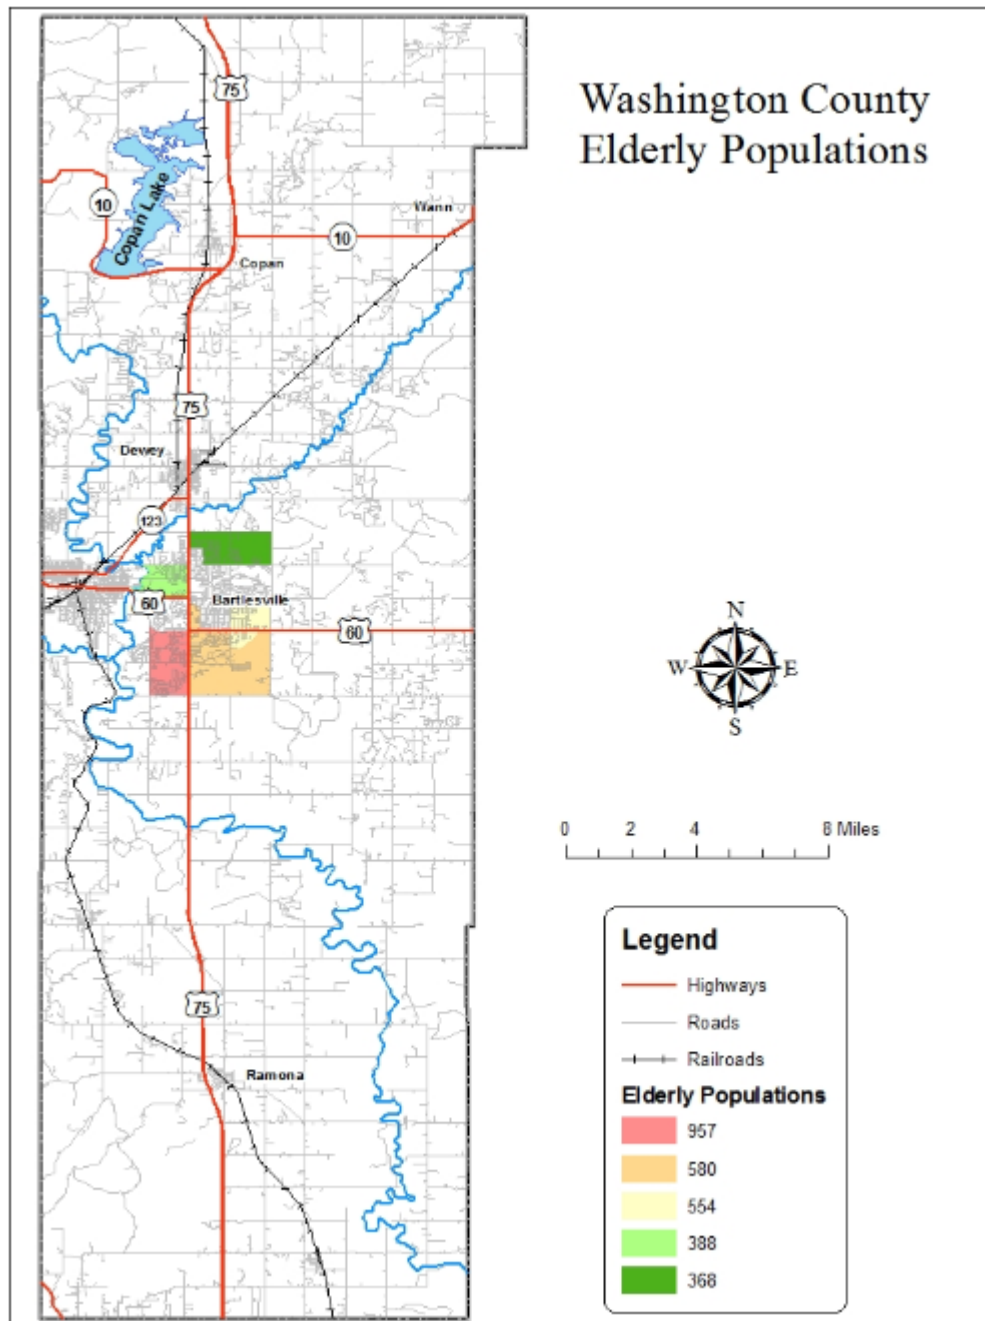 Washington County
Elderly Populations
75
Copan Lake
10
Wann
10
Copan
75
Dewey
123
60
Bartlesville
60
N
W
E
S
0 2 4 8 Miles
75
Ramona
Legend
Highways
Roads
Railroads
Elderly Populations
957
580
554
388
368